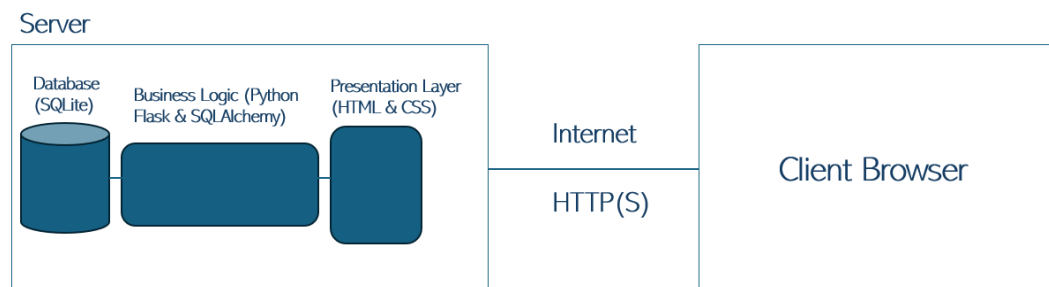 Server
Database
(SQLite)
Business Logic (Python
Flask & SQLAlchemy)
Presentation Layer
(HTML & CSS)
Internet
HTTP(S)
Client Browser